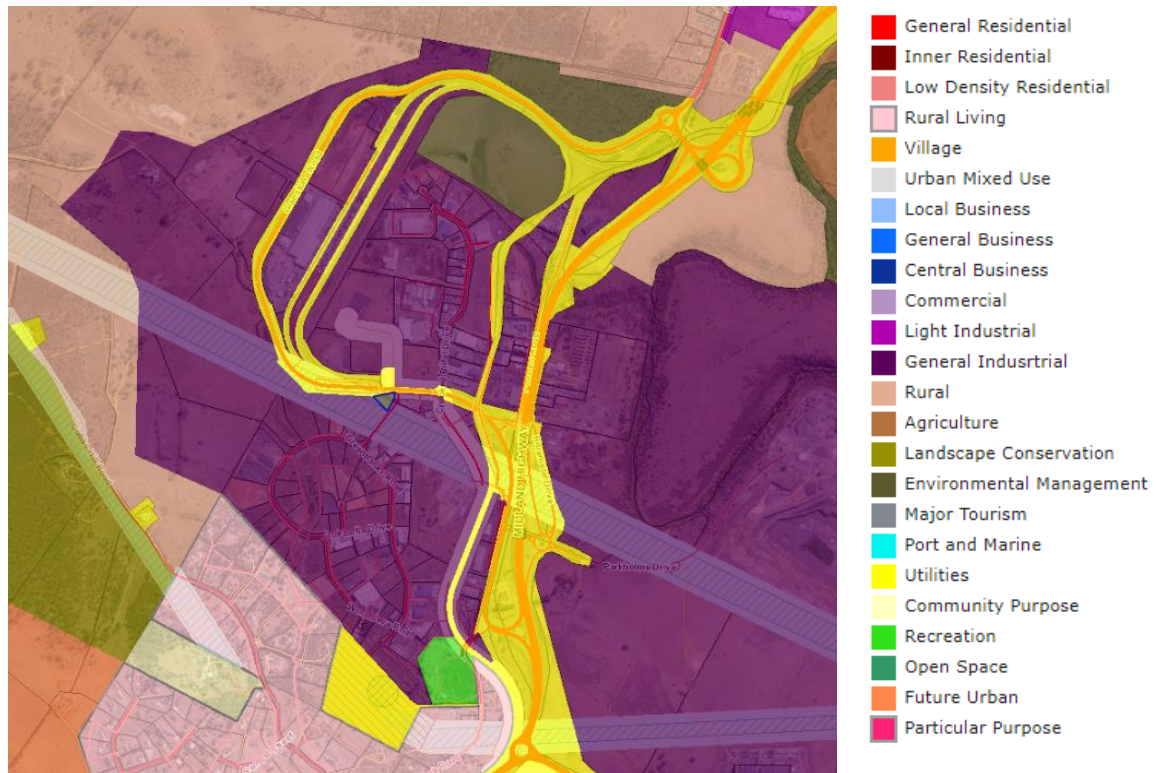 MIDLAND HIGHWAY
Parkholme Drive
General Residential
Inner Residential
Low Density Residential
Rural Living
Village
Urban Mixed Use
Local Business
General Business
Central Business
Commercial
Light Industrial
General Indusrtrial
Rural
Agriculture
Landscape Conservation
Environmental Management
Major Tourism
Port and Marine
Utilities
Community Purpose
Recreation
Open Space
Future Urban
Particular Purpose